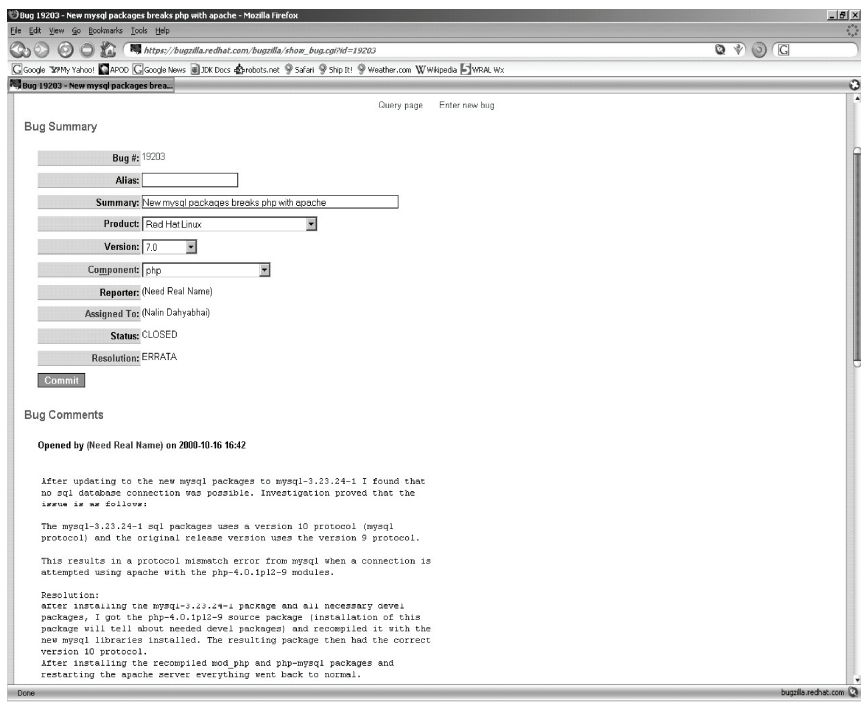 Bug 19203 - New mysql packages breaks php with apache - Mozilla Firefox
File Edit View Go Bookmarks Tools Help
https://bugzilla.redhat.com/bugzilla/show_bug.cgi?id=19203
Google My Yahoo! APOD Google News JDK Docs robots.net Safari Ship It! Weather.com Wikipedia WRAL Wx
Bug 19203 - New mysql packages brea...
Query page Enter new bug
Bug Summary
Bug #: 19203
Alias:
Summary: New mysql packages breaks php with apache
Product: Red Hat Linux
Version: 7.0
Component: php
Reporter: (Need Real Name)
Assigned To: (Nalin Dahyabhai)
Status: CLOSED
Resolution: ERRATA
Commit
Bug Comments
Opened by (Need Real Name) on 2000-10-16 16:42
After updating to the new mysql packages to mysql-3.23.24-1 I found that
no sql database connection was possible. Investigation proved that the
issue is as follows:
The mysql-3.23.24-1 sql packages uses a version 10 protocol (mysql
protocol) and the original release version uses the version 9 protocol.
This results in a protocol mismatch error from mysql when a connection is
attempted using apache with the php-4.0.1pl2-9 modules.
Resolution:
after installing the mysql-3.23.24-1 package and all necessary devel
packages, I got the php-4.0.1pl2-9 source package (installation of this
package will tell about needed devel packages) and recompiled it with the
new mysql libraries installed. The resulting package then had the correct
version 10 protocol.
After installing the recompiled mod_php and php-mysql packages and
restarting the apache server everything went back to normal.
Done bugzilla.redhat.com